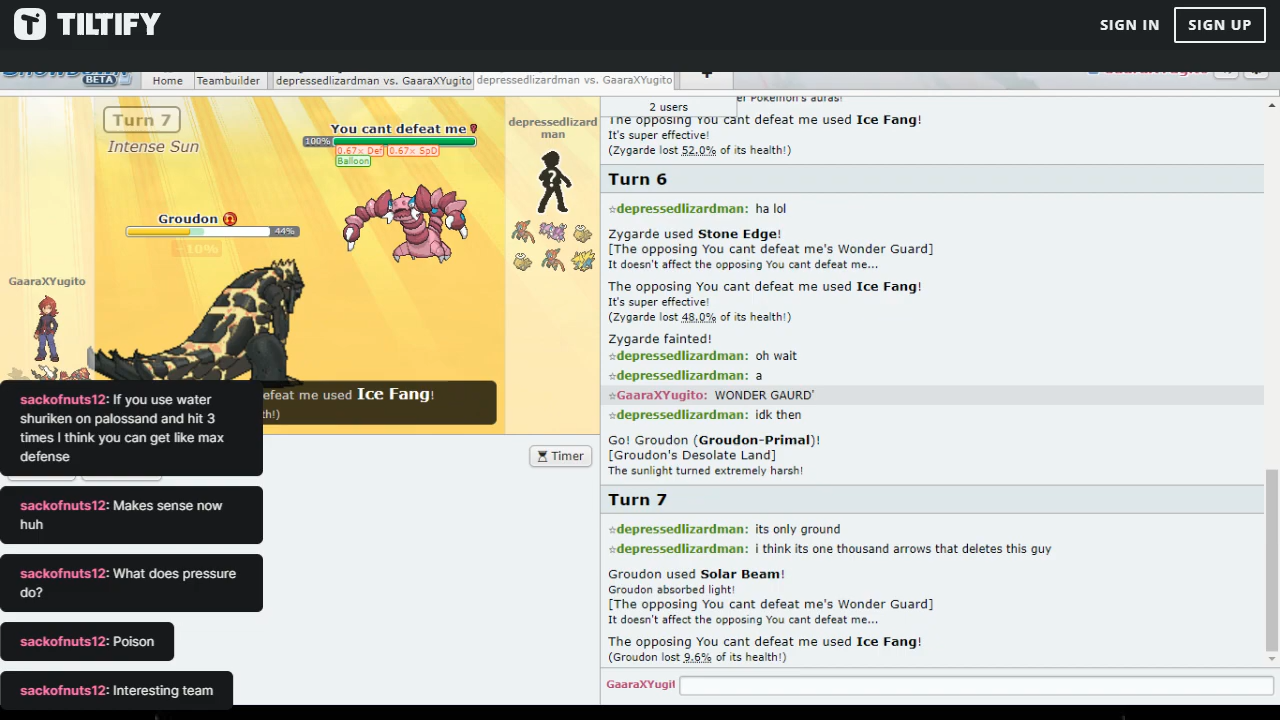 TILTIFY
SIGN IN
SIGN UP
BETA
Home
Teambuilder
depressedlizardman vs. GaaraXYugito
depressedlizardman vs. GaaraXYugito
Turn 7
Intense Sun
You cant defeat me
100%
0.67× Def 0.67× SpD
Balloon
depressedlizard
man
Groudon
44%
-10%
GaaraXYugito
efeat me used Ice Fang!
th!)
Timer
sackofnuts12: If you use water
shuriken on palossand and hit 3
times I think you can get like max
defense
sackofnuts12: Makes sense now
huh
sackofnuts12: What does pressure
do?
sackofnuts12: Poison
sackofnuts12: Interesting team
2 users
er Pokémon's auras!
The opposing You cant defeat me used Ice Fang!
It's super effective!
(Zygarde lost 52.0% of its health!)
Turn 6
☆depressedlizardman: ha lol
Zygarde used Stone Edge!
[The opposing You cant defeat me's Wonder Guard]
It doesn't affect the opposing You cant defeat me...
The opposing You cant defeat me used Ice Fang!
It's super effective!
(Zygarde lost 48.0% of its health!)
Zygarde fainted!
☆depressedlizardman: oh wait
☆depressedlizardman: a
☆GaaraXYugito: WONDER GAURD'
☆depressedlizardman: idk then
Go! Groudon (Groudon-Primal)!
[Groudon's Desolate Land]
The sunlight turned extremely harsh!
Turn 7
☆depressedlizardman: its only ground
☆depressedlizardman: i think its one thousand arrows that deletes this guy
Groudon used Solar Beam!
Groudon absorbed light!
[The opposing You cant defeat me's Wonder Guard]
It doesn't affect the opposing You cant defeat me...
The opposing You cant defeat me used Ice Fang!
(Groudon lost 9.6% of its health!)
GaaraXYugit